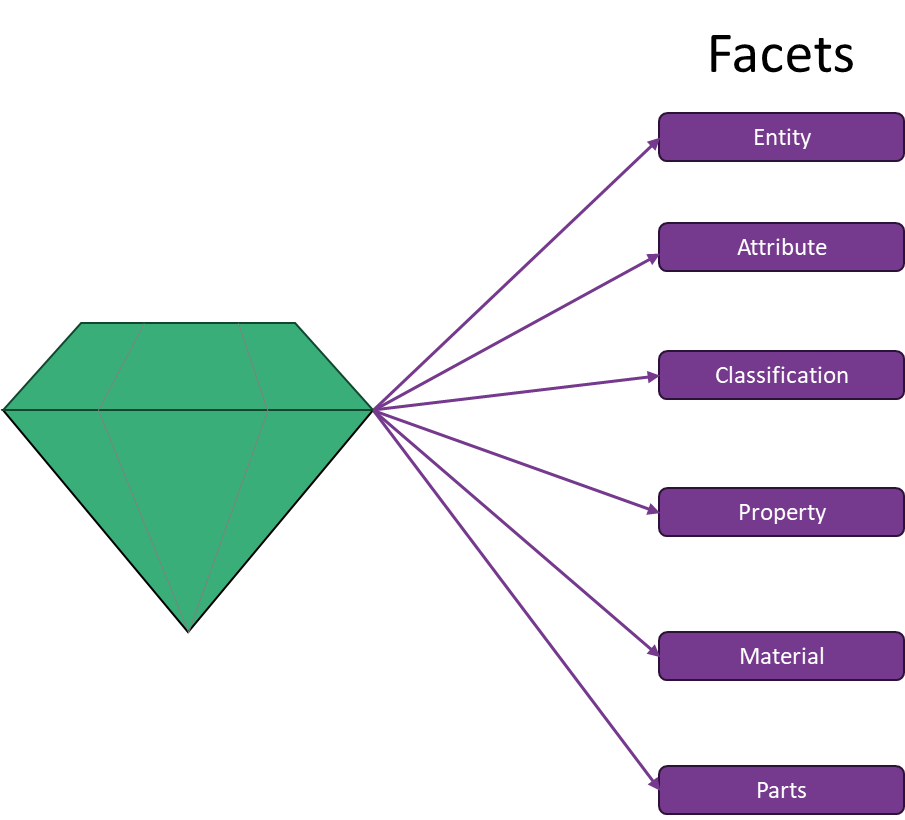 Facets
Entity
Attribute
Classification
Property
Material
Parts